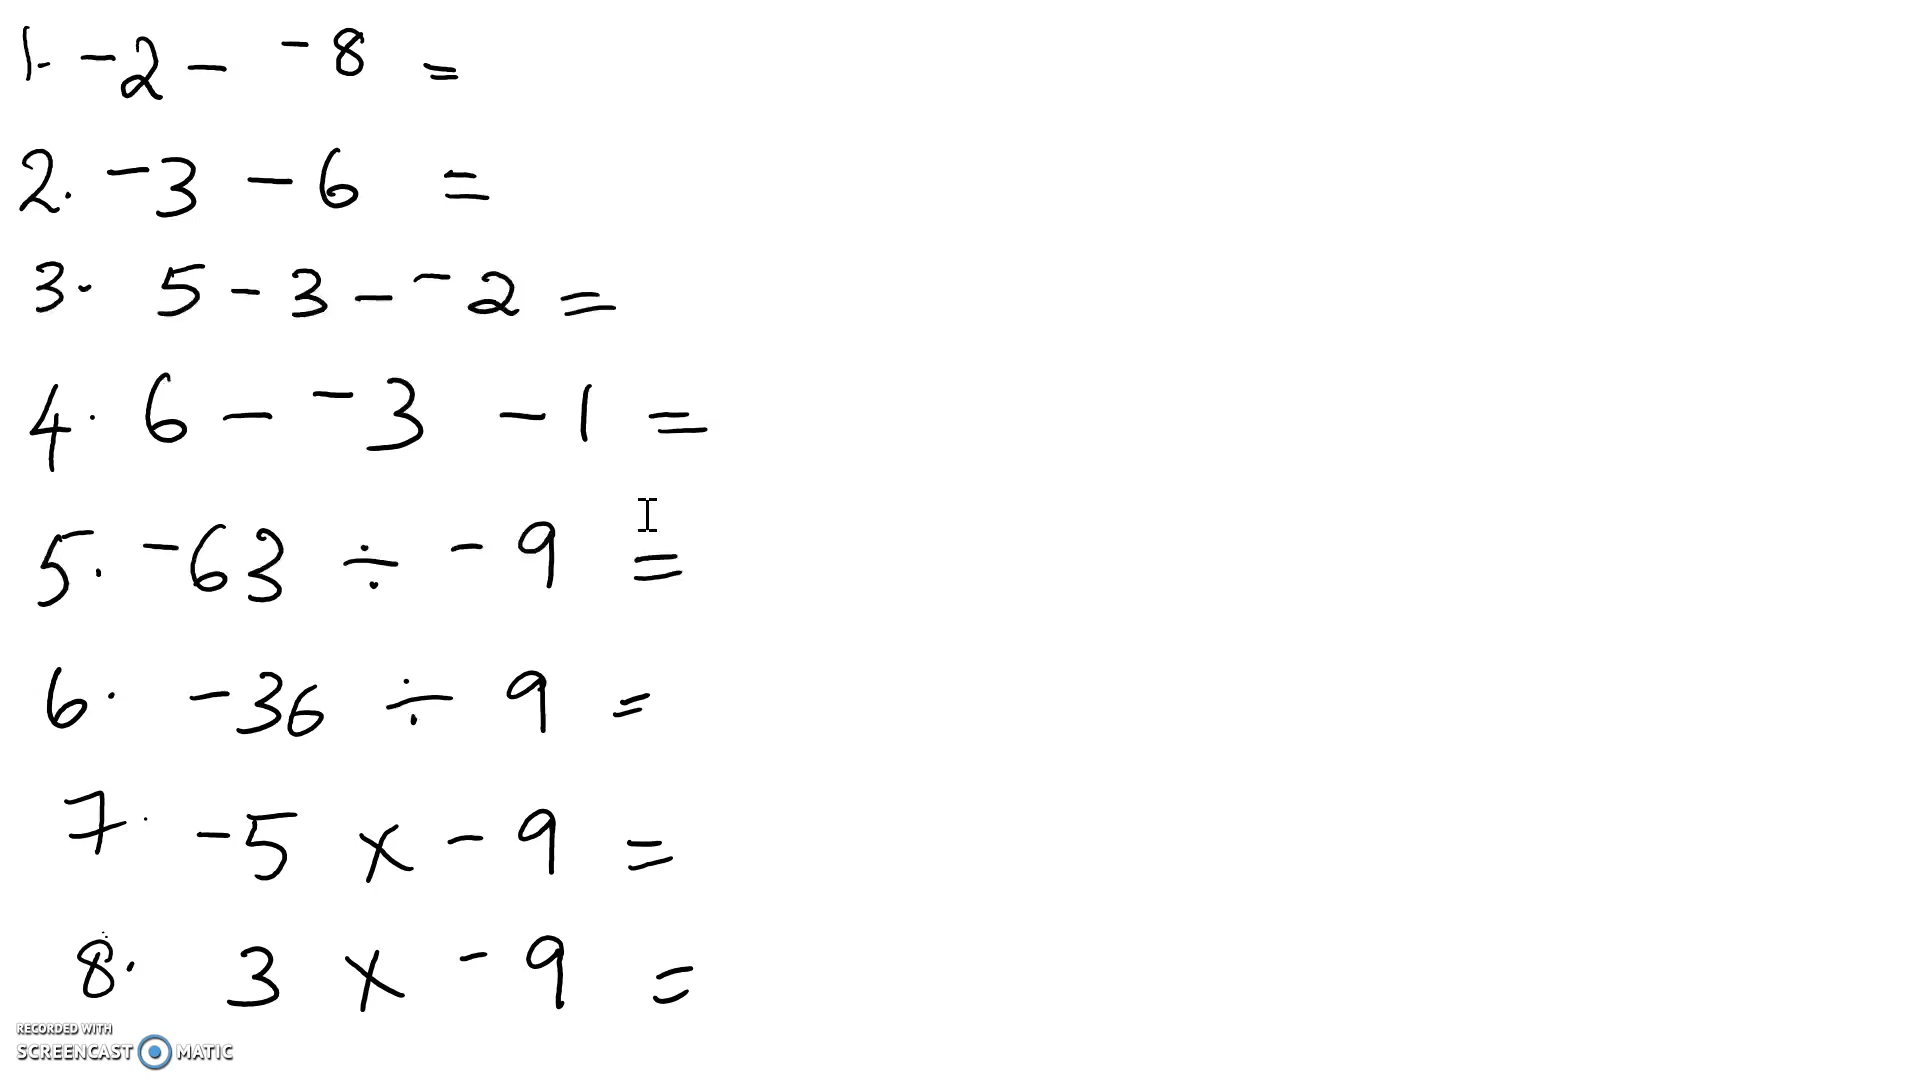 1. -2 - -8 =
2. -3 - 6 =
3. 5 - 3 - -2 =
4. 6 - -3 - 1 =
5. -63 ÷ -9 =
6. -36 ÷ 9 =
7. -5 x -9 =
8. 3 x -9 =
RECORDED WITH
SCREENCAST MATIC